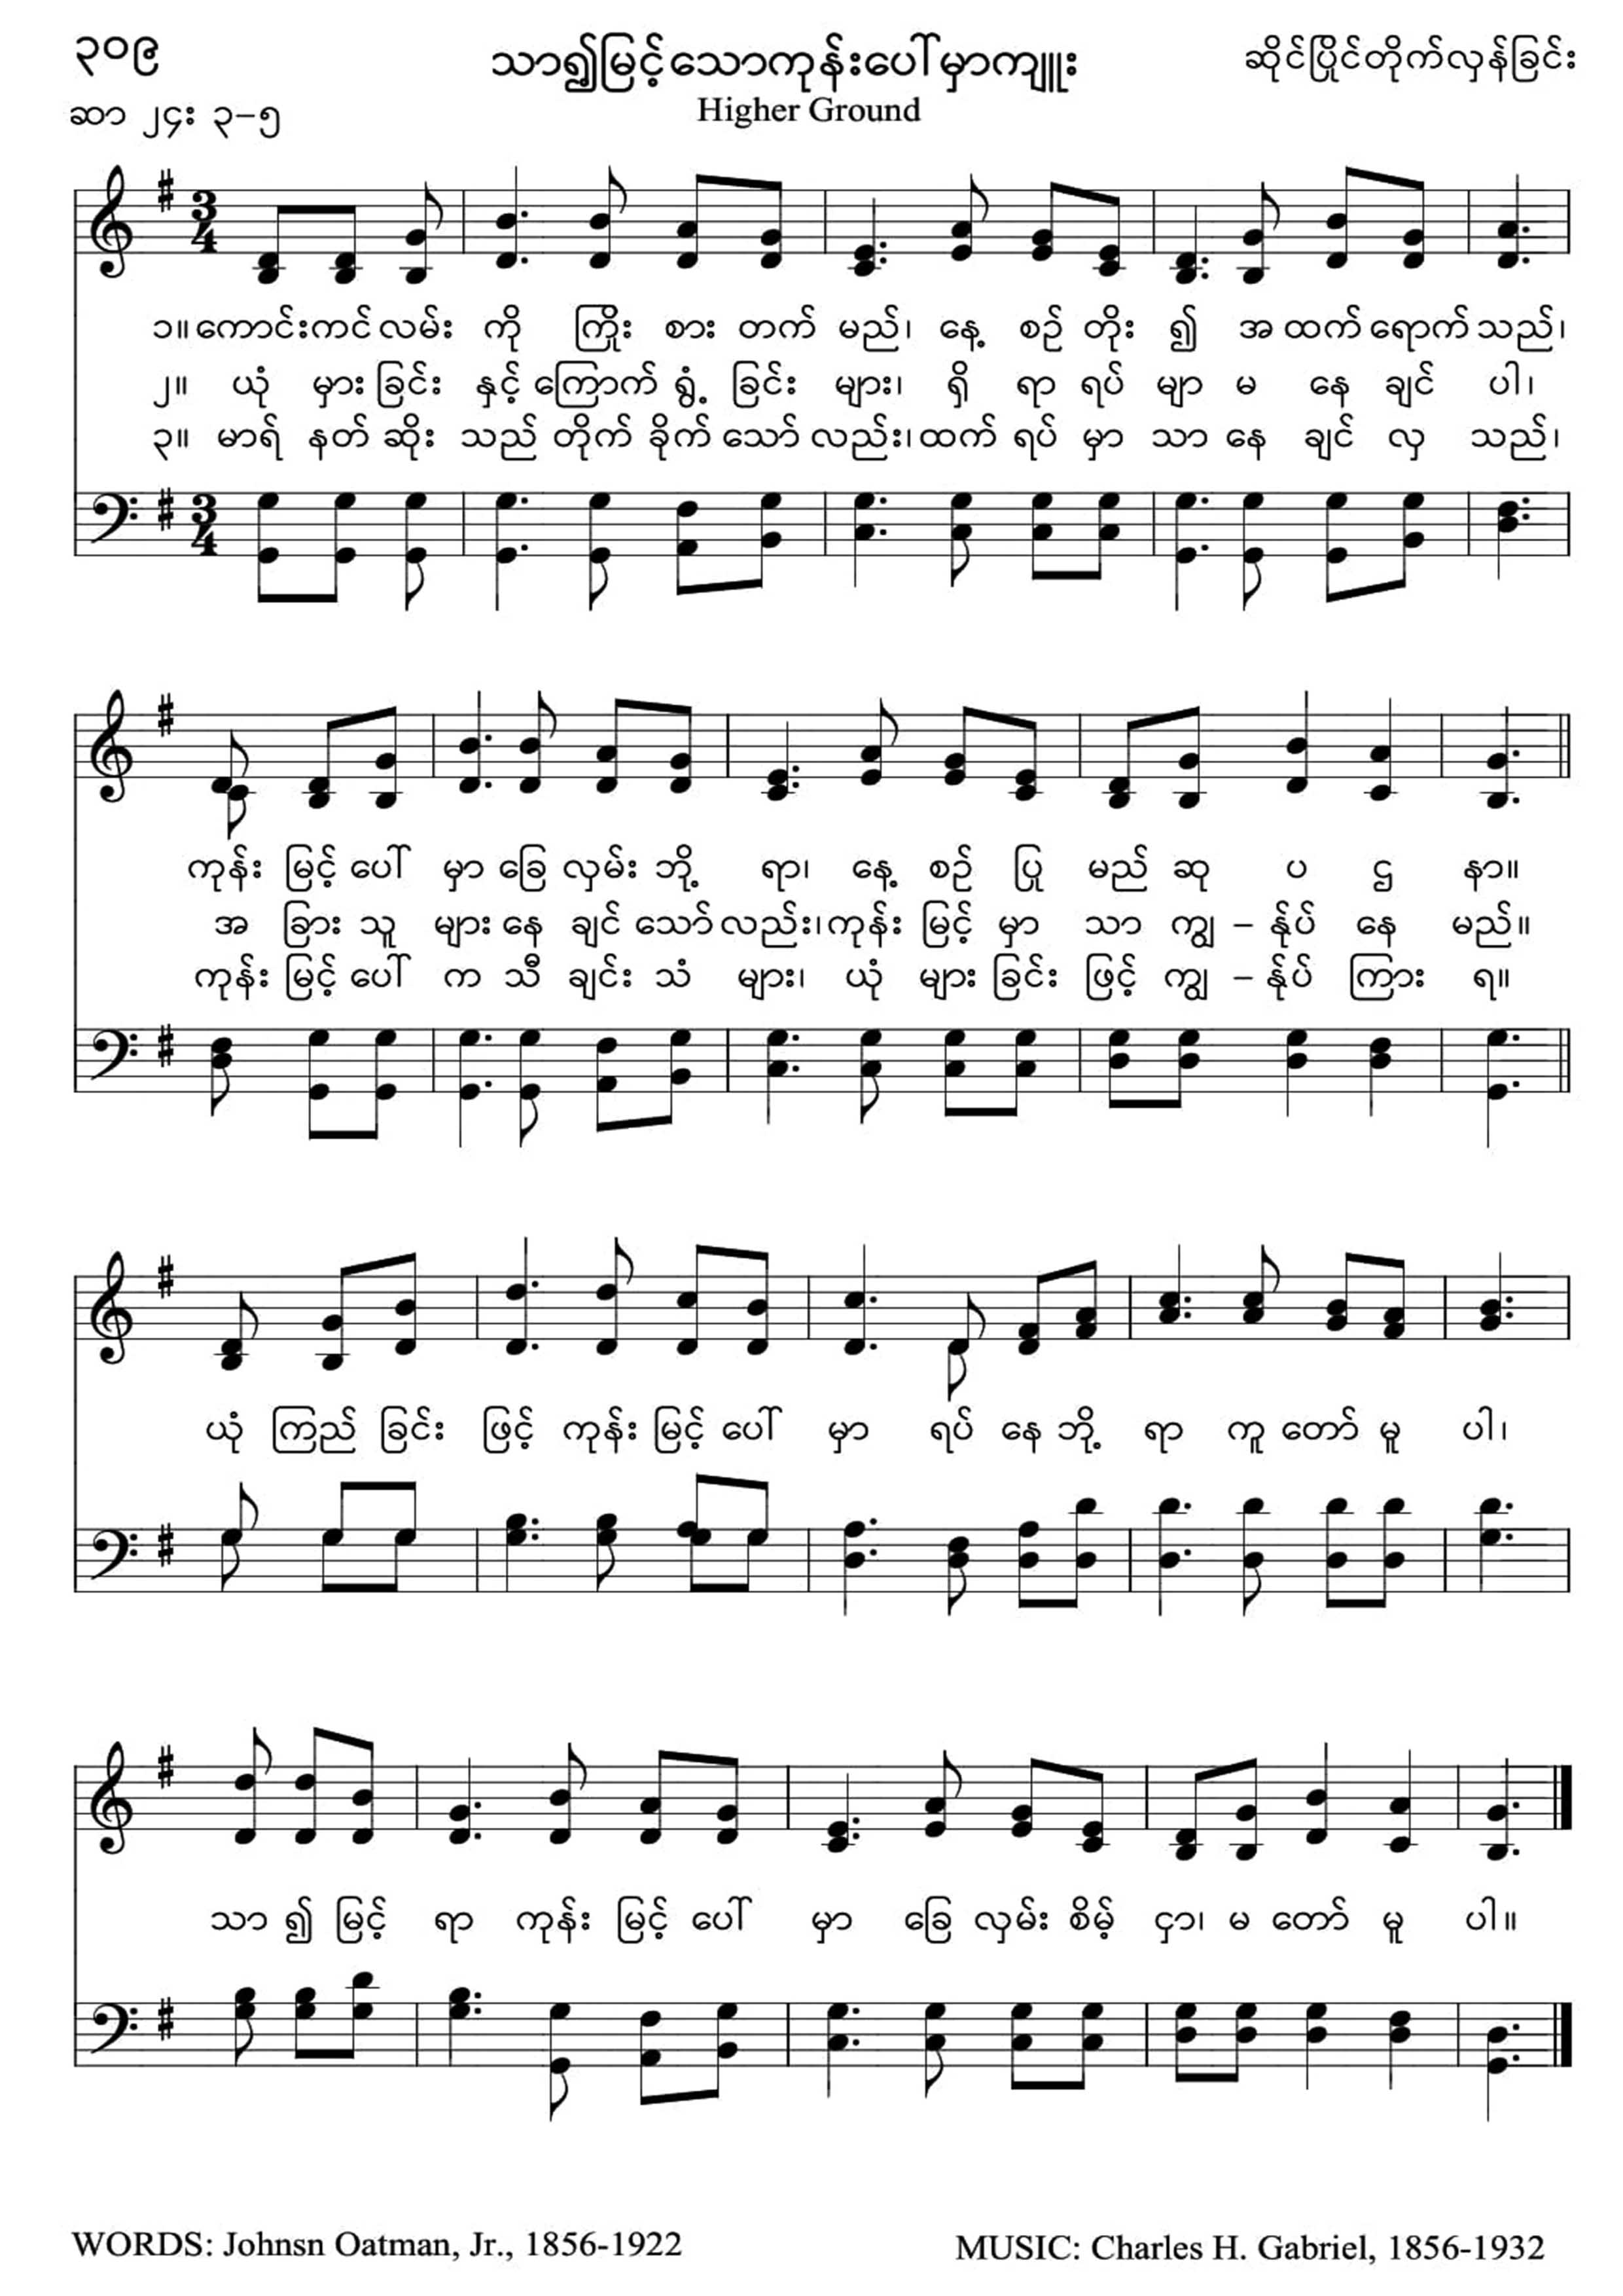 ၃၀၉
သာ၍မြင့်သောကုန်းပေါ်မှာကျူး
ဆိုင်ပြိုင်တိုက်လှန်ခြင်း
ဆာ ၂၄း ၃–၅
Higher Ground
၁။ ကောင်းကင် လမ်း ကို ကြိုး စား တက် မည်၊ နေ့ စဉ် တိုး ၍ အ ထက် ရောက် သည်၊
၂။ ယုံ မှား ခြင်း နှင့် ကြောက် ရွံ့ ခြင်း များ၊ ရှိ ရာ ရပ် မျာ မ နေ ချင် ပါ၊
၃။ မာရ် နတ် ဆိုး သည် တိုက် ခိုက် သော် လည်း၊ ထက် ရပ် မှာ သာ နေ ချင် လှ သည်၊
ကုန်း မြင့် ပေါ် မှာ ခြေ လှမ်း ဘို့ ရာ၊ နေ့ စဉ် ပြု မည် ဆု ပ ဌ နာ။
အ ခြား သူ များ နေ ချင် သော် လည်း၊ ကုန်း မြင့် မှာ သာ ကျွ – န်ုပ် နေ မည်။
ကုန်း မြင့် ပေါ် က သီ ချင်း သံ များ၊ ယုံ များ ခြင်း ဖြင့် ကျွ – န်ုပ် ကြား ရ။
ယုံ ကြည် ခြင်း ဖြင့် ကုန်း မြင့် ပေါ် မှာ ရပ် နေ ဘို့ ရာ ကူ တော် မူ ပါ၊
သာ ၍ မြင့် ရာ ကုန်း မြင့် ပေါ် မှာ ခြေ လှမ်း စိမ့် ငှာ၊ မ တော် မူ ပါ။
WORDS: Johnsn Oatman, Jr., 1856-1922
MUSIC: Charles H. Gabriel, 1856-1932